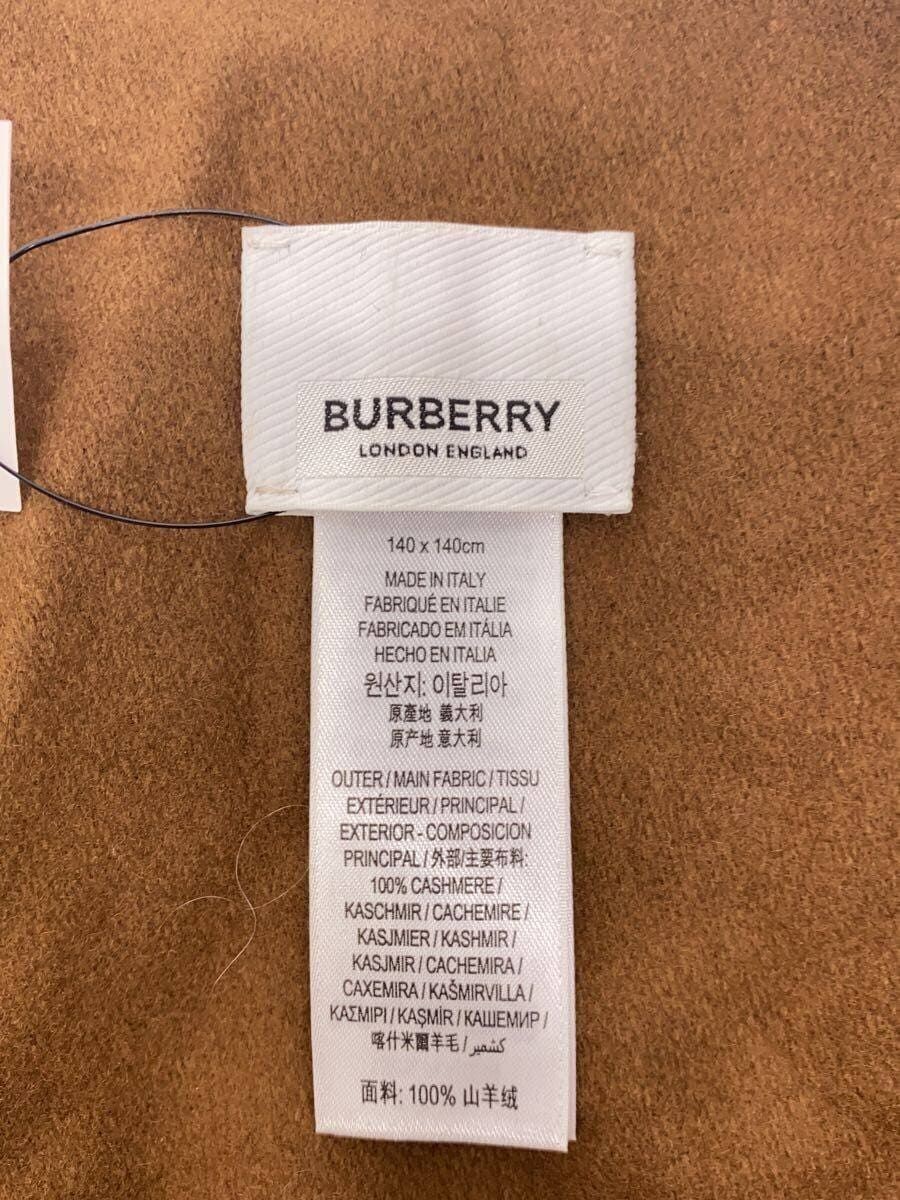 BURBERRY
LONDON ENGLAND
140 x 140cm
MADE IN ITALY
FABRIQUÉ EN ITALIE
FABRICADO EM ITÁLIA
HECHO EN ITALIA
원산지: 이탈리아
原產地 義大利
原产地 意大利
OUTER / MAIN FABRIC / TISSU
EXTÉRIEUR / PRINCIPAL /
EXTERIOR - COMPOSICION
PRINCIPAL / 外部/主要布料:
100% CASHMERE /
KASCHMIR / CACHEMIRE /
KASJMIER / KASHMIR /
KASJMIR / CACHEMIRA /
CAXEMIRA / KAŠMIRVILLA /
ΚΑΣΜΙΡΙ / KAŞMİR / КАШЕМИР /
喀什米爾羊毛 / كشمير
面料: 100% 山羊绒